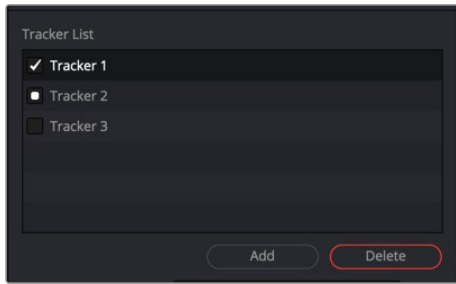 Tracker List
Tracker 1
Tracker 2
Tracker 3
Add Delete